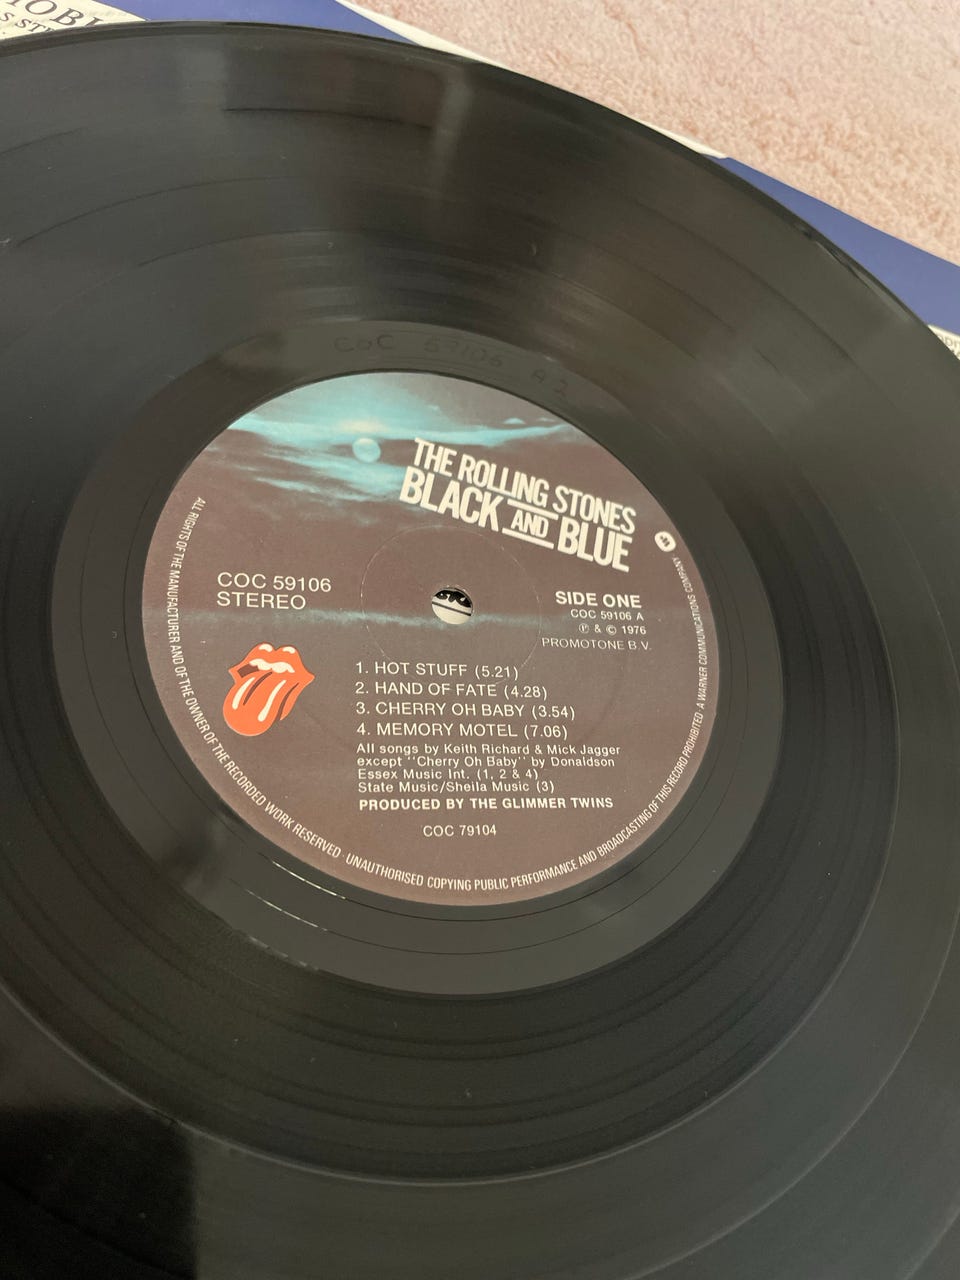 COC 59106 A2
THE ROLLING STONES
BLACK AND BLUE
COC 59106
STEREO
SIDE ONE
COC 59106 A
℗ & © 1976
PROMOTONE B.V.
1. HOT STUFF (5.21)
2. HAND OF FATE (4.28)
3. CHERRY OH BABY (3.54)
4. MEMORY MOTEL (7.06)
All songs by Keith Richard & Mick Jagger
except "Cherry Oh Baby" by Donaldson
Essex Music Int. (1, 2 & 4)
State Music/Sheila Music (3)
PRODUCED BY THE GLIMMER TWINS
COC 79104
ALL RIGHTS OF THE MANUFACTURER AND OF THE OWNER OF THE RECORDED WORK RESERVED · UNAUTHORISED COPYING PUBLIC PERFORMANCE AND BROADCASTING OF THIS RECORD PROHIBITED · A WARNER COMMUNICATIONS COMPANY